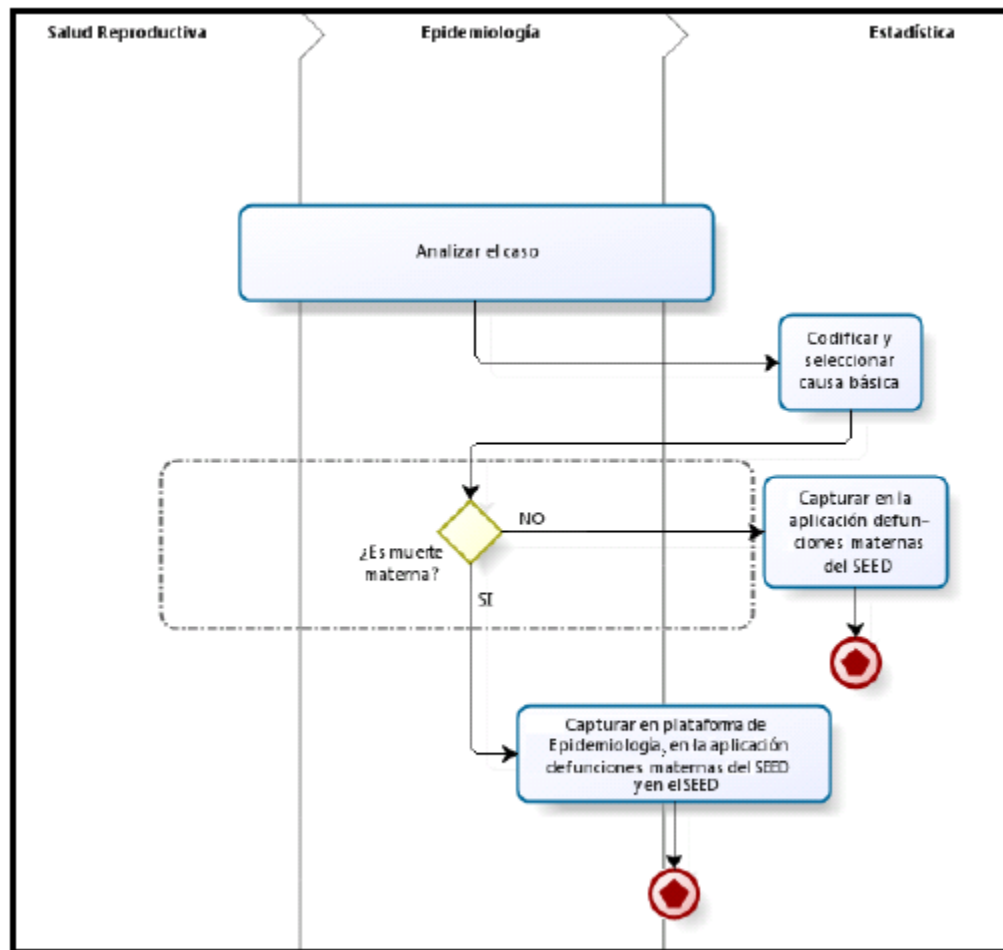 Salud Reproductiva
Epidemiología
Estadística
Analizar el caso
Codificar y
seleccionar
causa básica
NO
¿Es muerte
materna?
SI
Capturar en la
aplicación defun-
ciones maternas
del SEED
Capturar en plataforma de
Epidemiología, en la aplicación
defunciones maternas del SEED
y en el SEED